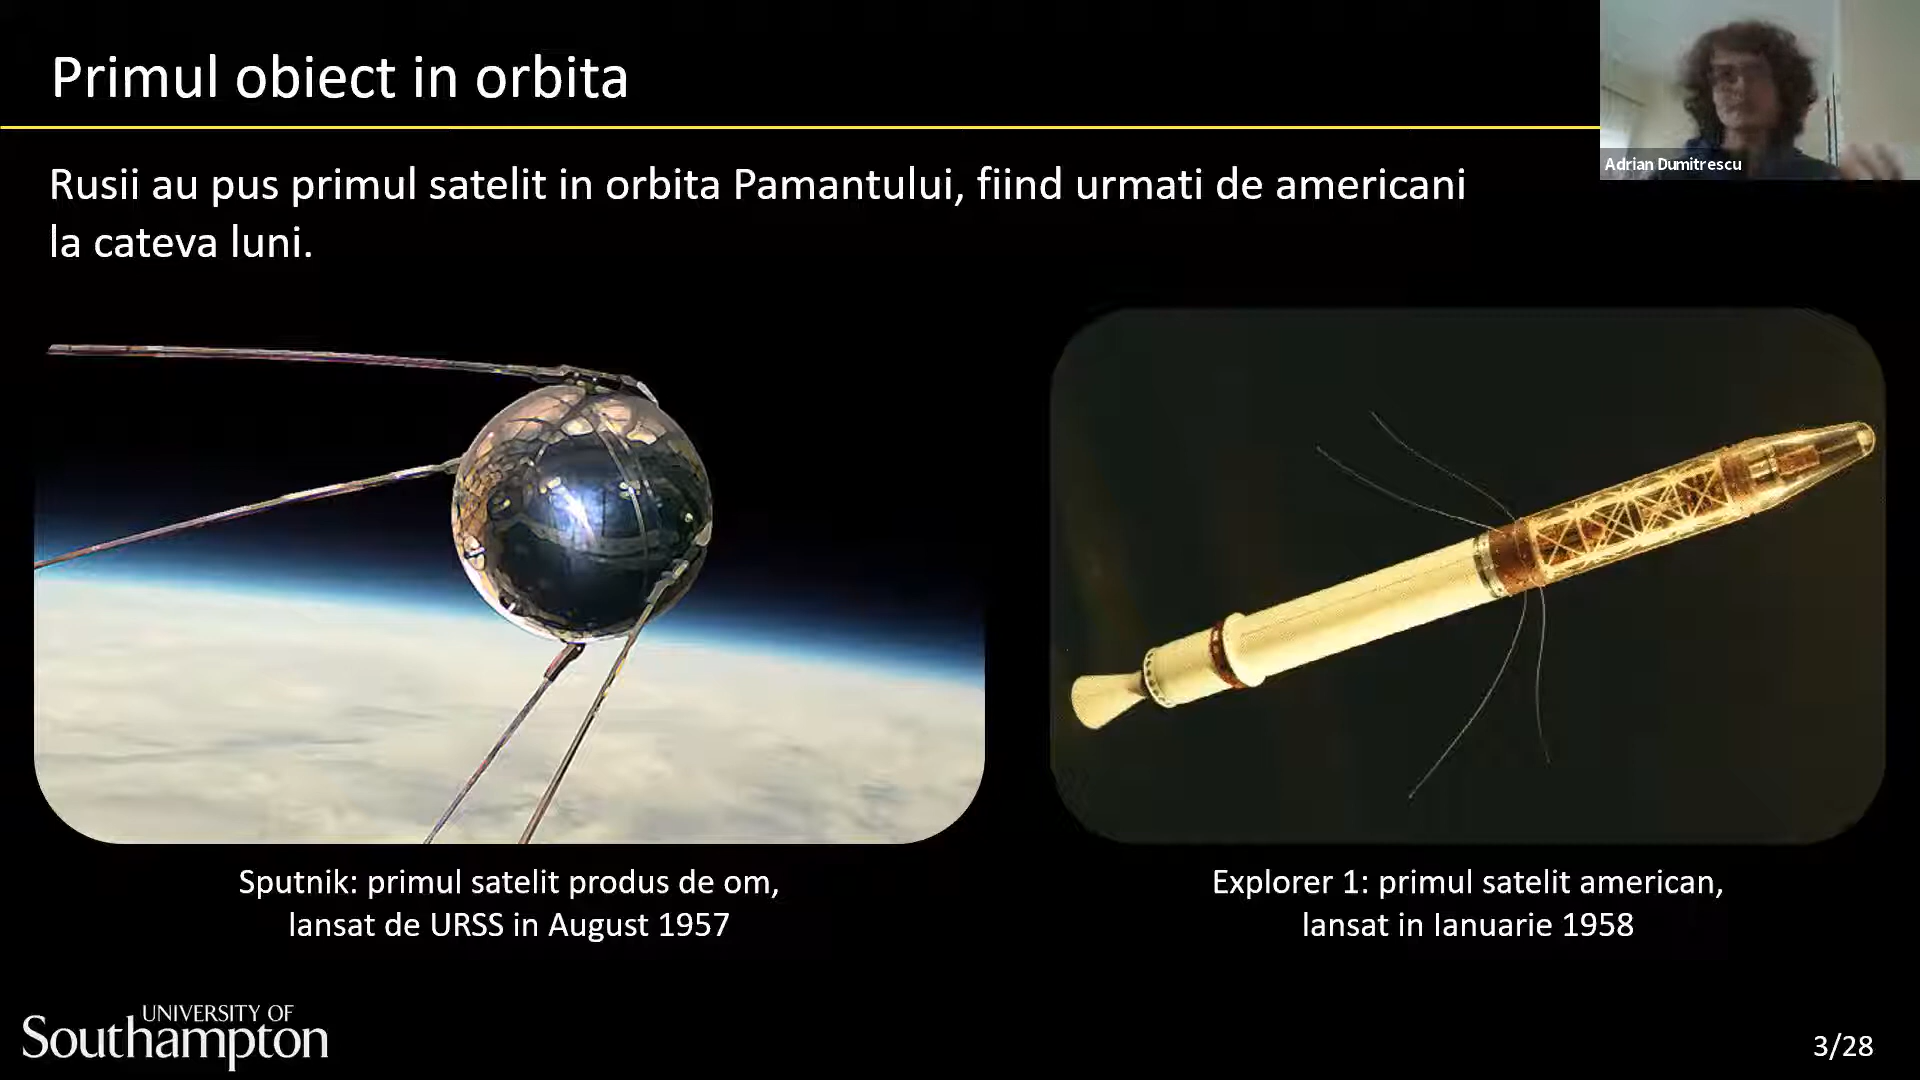 Primul obiect in orbita
Adrian Dumitrescu
Rusii au pus primul satelit in orbita Pamantului, fiind urmati de americani
la cateva luni.
Sputnik: primul satelit produs de om,
lansat de URSS in August 1957
Explorer 1: primul satelit american,
lansat in Ianuarie 1958
UNIVERSITY OF
Southampton
3/28